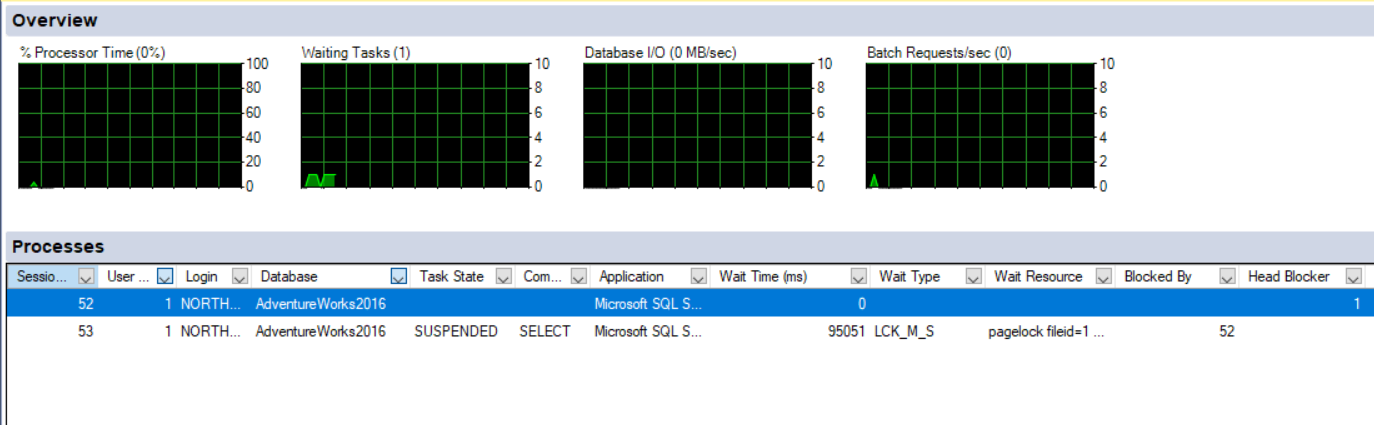 Overview
% Processor Time (0%) Waiting Tasks (1) Database I/O (0 MB/sec) Batch Requests/sec (0)
100 10 10 10
80 8 8 8
60 6 6 6
40 4 4 4
20 2 2 2
0 0 0 0
Processes
Sessio... User ... Login Database Task State Com... Application Wait Time (ms) Wait Type Wait Resource Blocked By Head Blocker
52 1 NORTH... AdventureWorks2016 Microsoft SQL S... 0 1
53 1 NORTH... AdventureWorks2016 SUSPENDED SELECT Microsoft SQL S... 95051 LCK_M_S pagelock fileid=1 ... 52